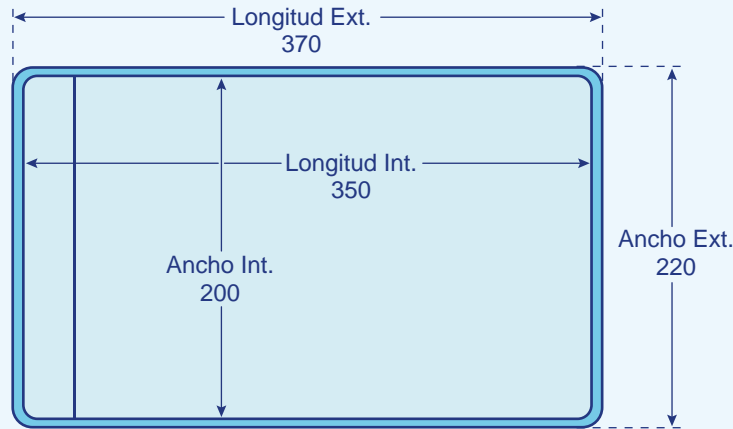 Longitud Ext.
370
Longitud Int.
350
Ancho Ext.
220
Ancho Int.
200